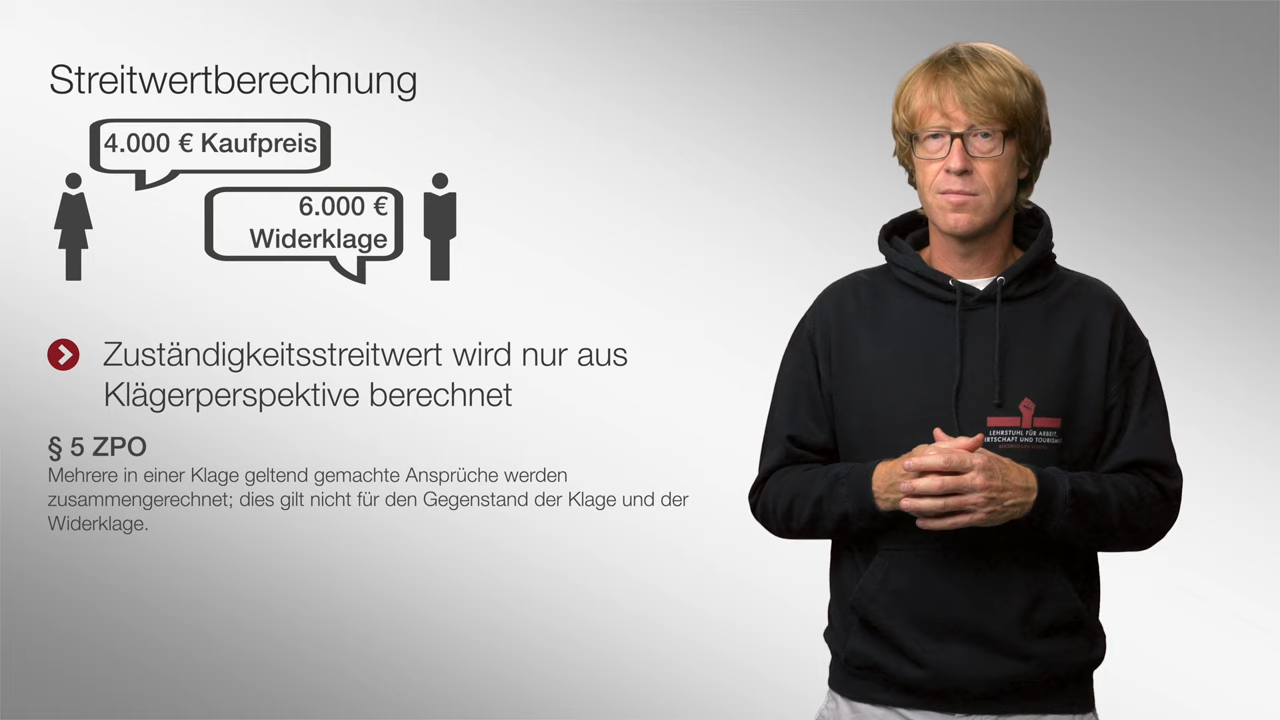 Streitwertberechnung
4.000 € Kaufpreis
6.000 €
Widerklage
Zuständigkeitsstreitwert wird nur aus
Klägerperspektive berechnet
§ 5 ZPO
Mehrere in einer Klage geltend gemachte Ansprüche werden
zusammengerechnet; dies gilt nicht für den Gegenstand der Klage und der
Widerklage.
LEHRSTUHL FÜR ARBEIT,
WIRTSCHAFT UND TOURISMUS